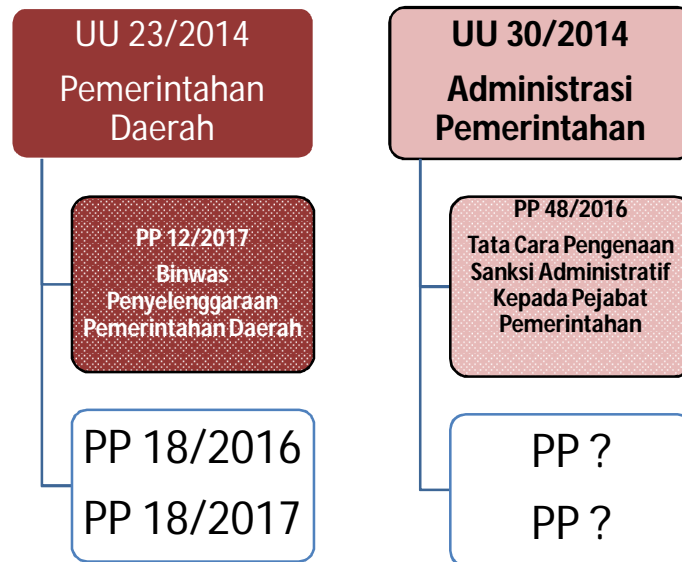 UU 23/2014
Pemerintahan
Daerah
PP 12/2017
Binwas
Penyelenggaraan
Pemerintahan Daerah
PP 18/2016
PP 18/2017
UU 30/2014
Administrasi
Pemerintahan
PP 48/2016
Tata Cara Pengenaan
Sanksi Administratif
Kepada Pejabat
Pemerintahan
PP ?
PP ?